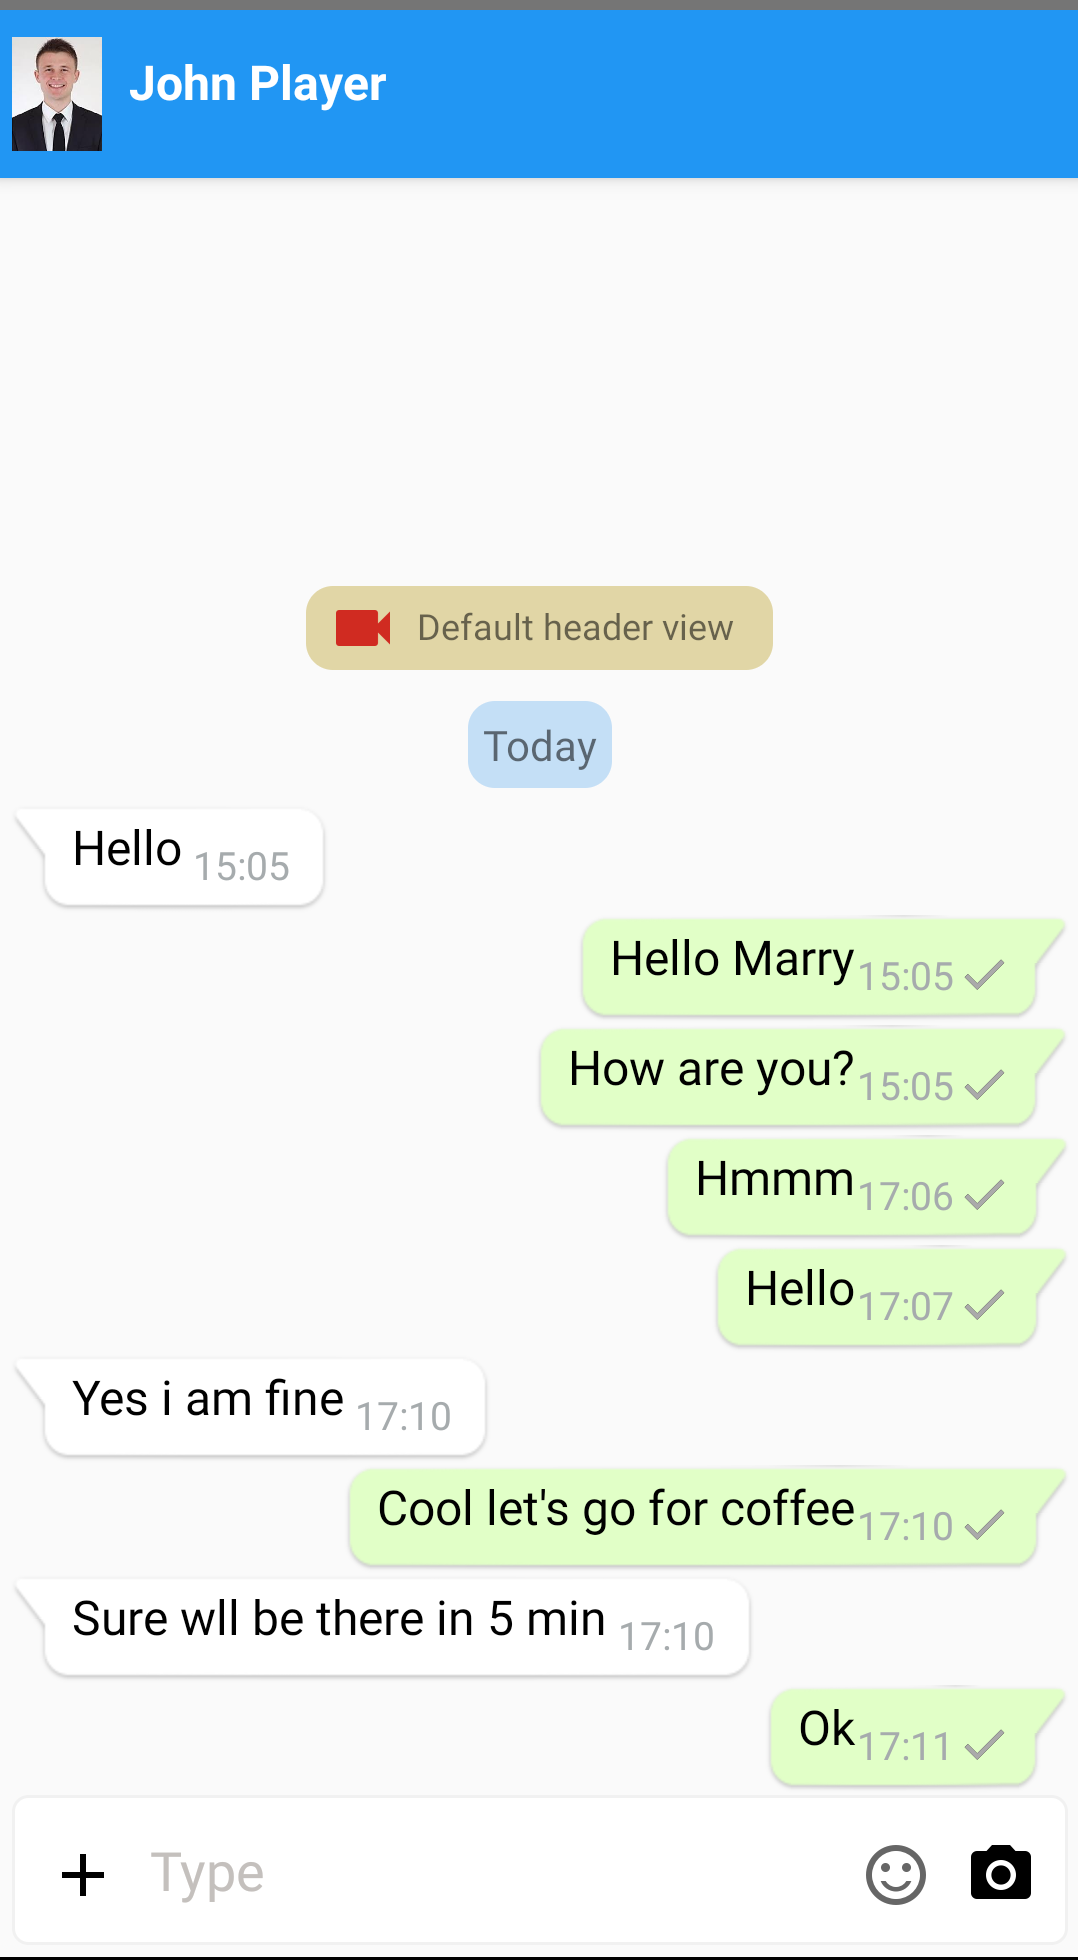 John Player
Default header view
Today
Hello 15:05
Hello Marry 15:05
How are you? 15:05
Hmmm 17:06
Hello 17:07
Yes i am fine 17:10
Cool let's go for coffee 17:10
Sure wll be there in 5 min 17:10
Ok 17:11
Type